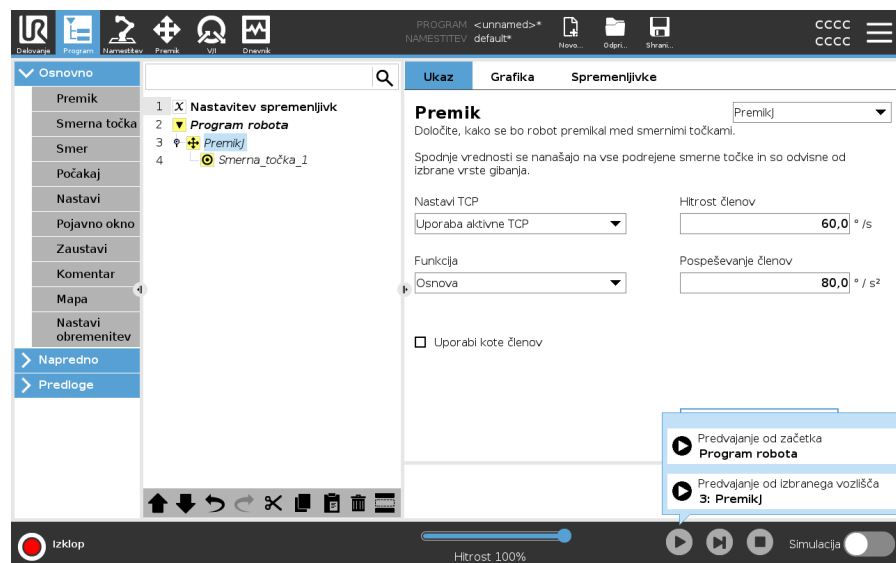 UR
PROGRAM <unnamed>*
NAMESTITEV default*
Delovanje
Program
Namestitev
Premik
V/I
Dnevnik
Novo...
Odpri...
Shrani...
CCCC
CCCC
Osnovno
Premik
Smerna točka
Smer
Počakaj
Nastavi
Pojavno okno
Zaustavi
Komentar
Mapa
Nastavi
obremenitev
Napredno
Predloge
1 X Nastavitev spremenljivk
2 Program robota
3 PremikJ
4 Smerna_točka_1
Ukaz
Grafika
Spremenljivke
Premik
PremikJ
Določite, kako se bo robot premikal med smernimi točkami.
Spodnje vrednosti se nanašajo na vse podrejene smerne točke in so odvisne od
izbrane vrste gibanja.
Nastavi TCP
Hitrost členov
Uporaba aktivne TCP
60,0 ° /s
Funkcija
Pospeševanje členov
Osnova
80,0 ° / s²
Uporabi kote členov
Predvajanje od začetka
Program robota
Predvajanje od izbranega vozlišča
3: PremikJ
Izklop
Hitrost 100%
Simulacija